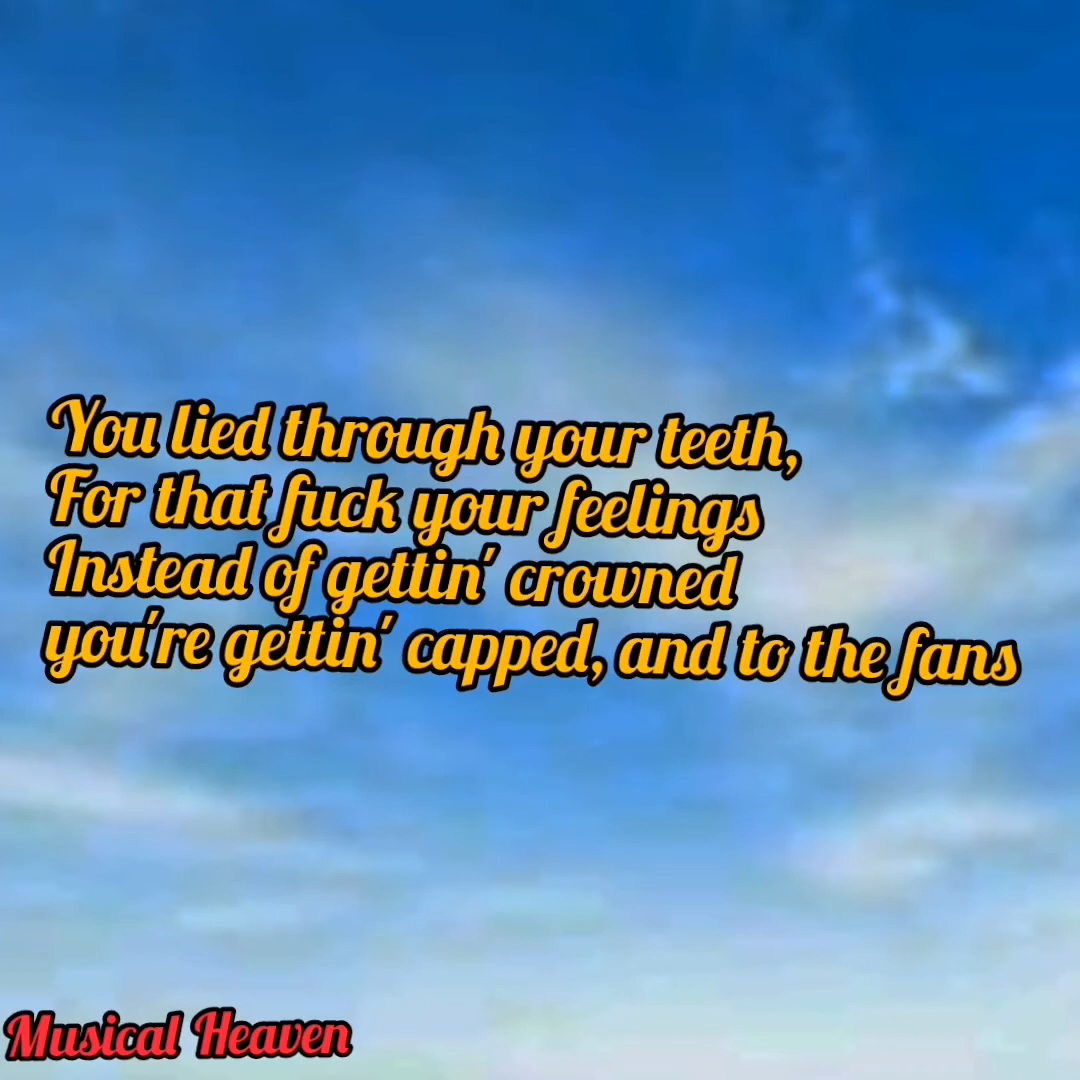 You lied through your teeth,
For that fuck your feelings
Instead of gettin' crowned
you're gettin' capped, and to the fans
Musical Heaven